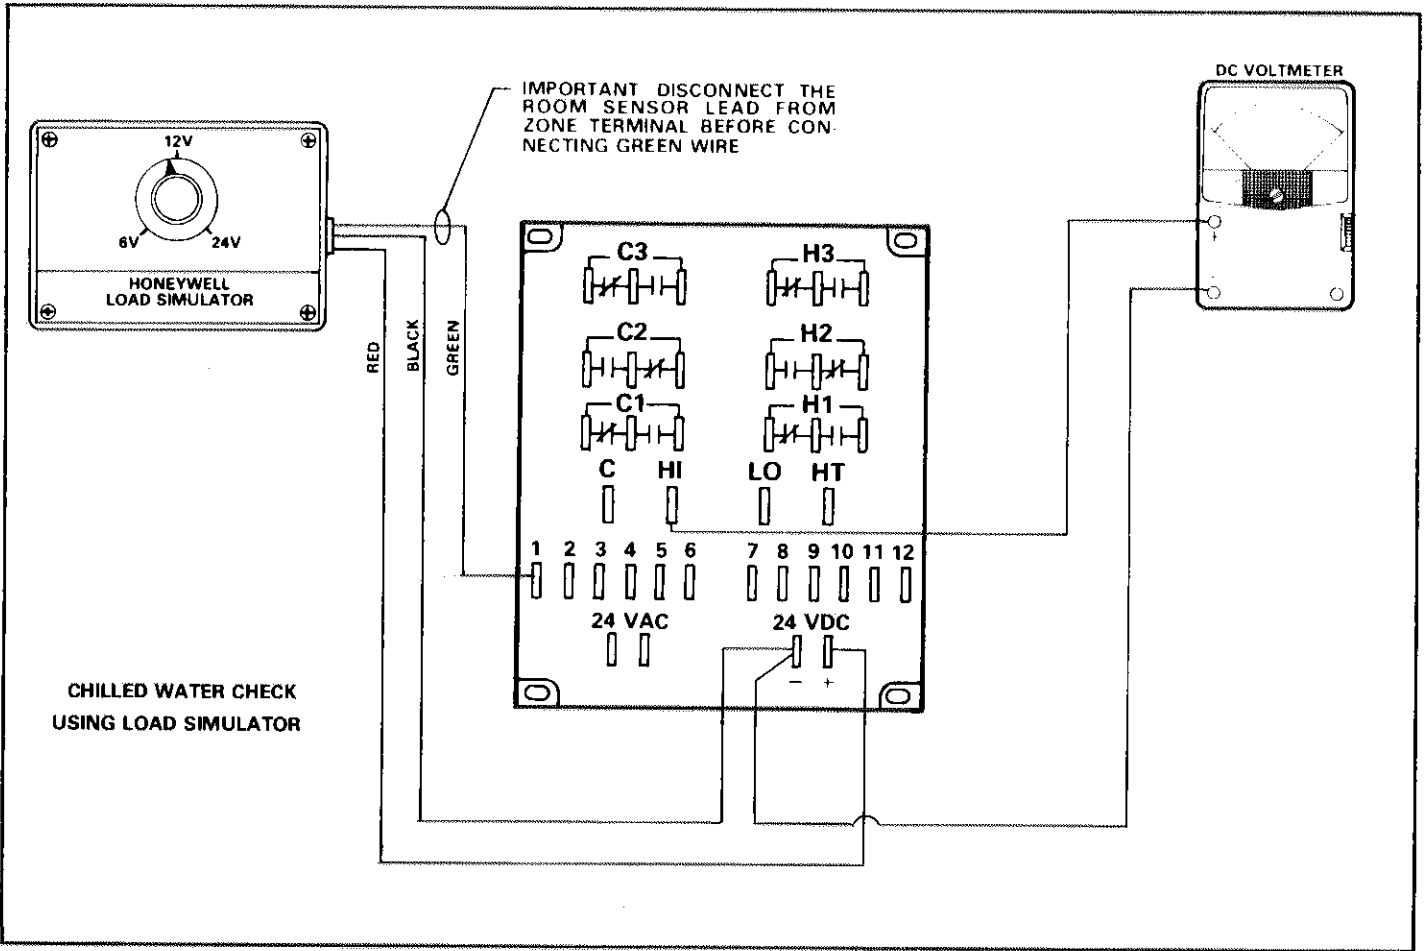 DC VOLTMETER
IMPORTANT DISCONNECT THE
ROOM SENSOR LEAD FROM
ZONE TERMINAL BEFORE CON-
NECTING GREEN WIRE
12V
6V
24V
HONEYWELL
LOAD SIMULATOR
RED
BLACK
GREEN
C3
H3
C2
H2
C1
H1
C HI LO HT
1 2 3 4 5 6 7 8 9 10 11 12
24 VAC 24 VDC
− +
+
-
CHILLED WATER CHECK
USING LOAD SIMULATOR